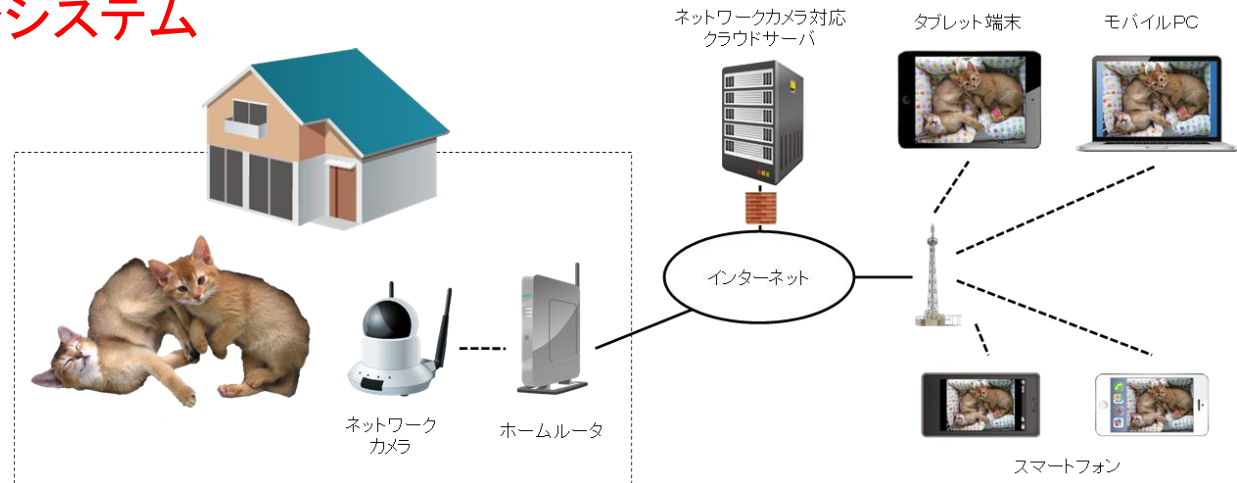 システム
ネットワークカメラ対応
クラウドサーバ
タブレット端末
モバイルPC
インターネット
ネットワーク
カメラ
ホームルータ
スマートフォン